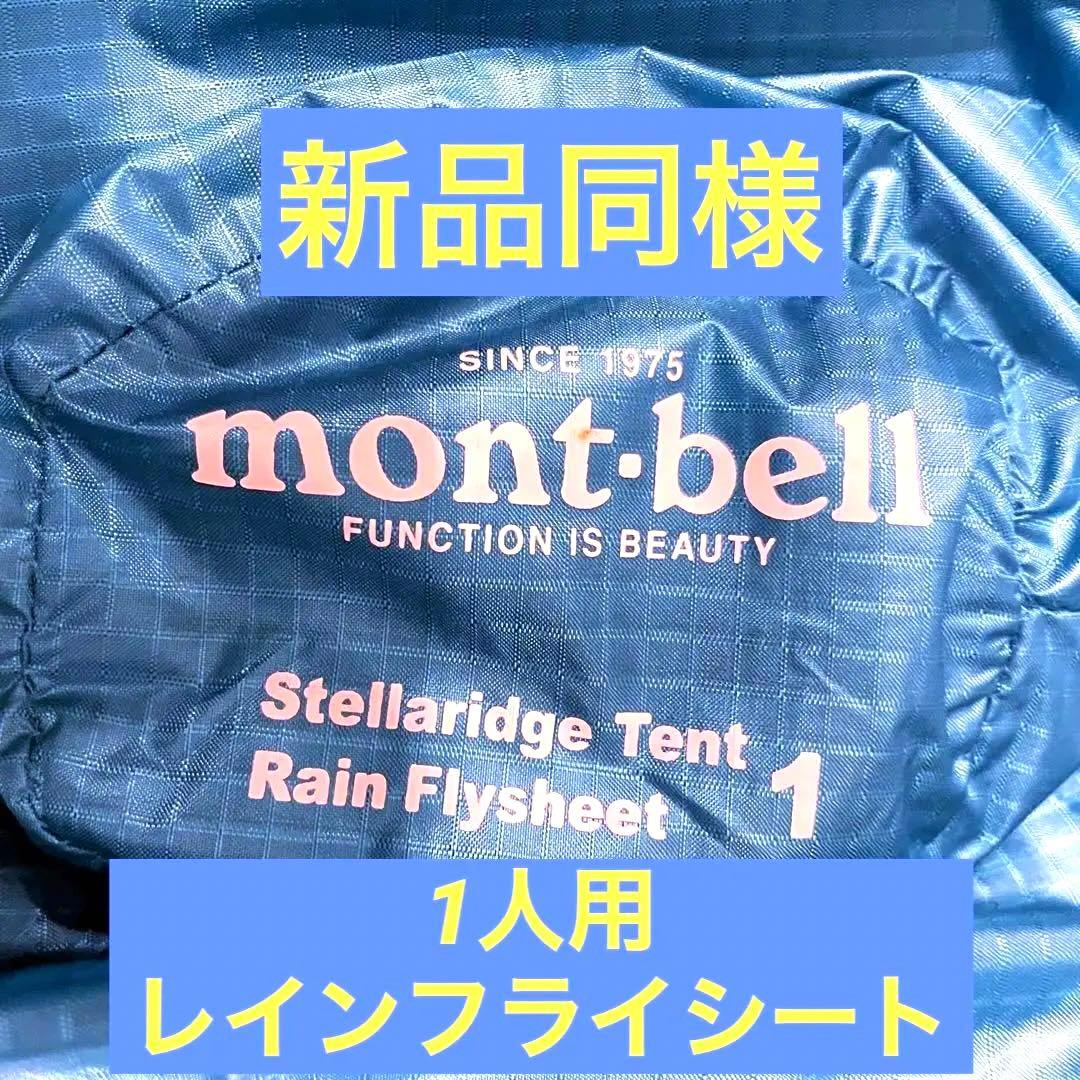 新品同様
SINCE 1975
mont·bell
FUNCTION IS BEAUTY
Stellaridge Tent
Rain Flysheet 1
1人用
レインフライシート